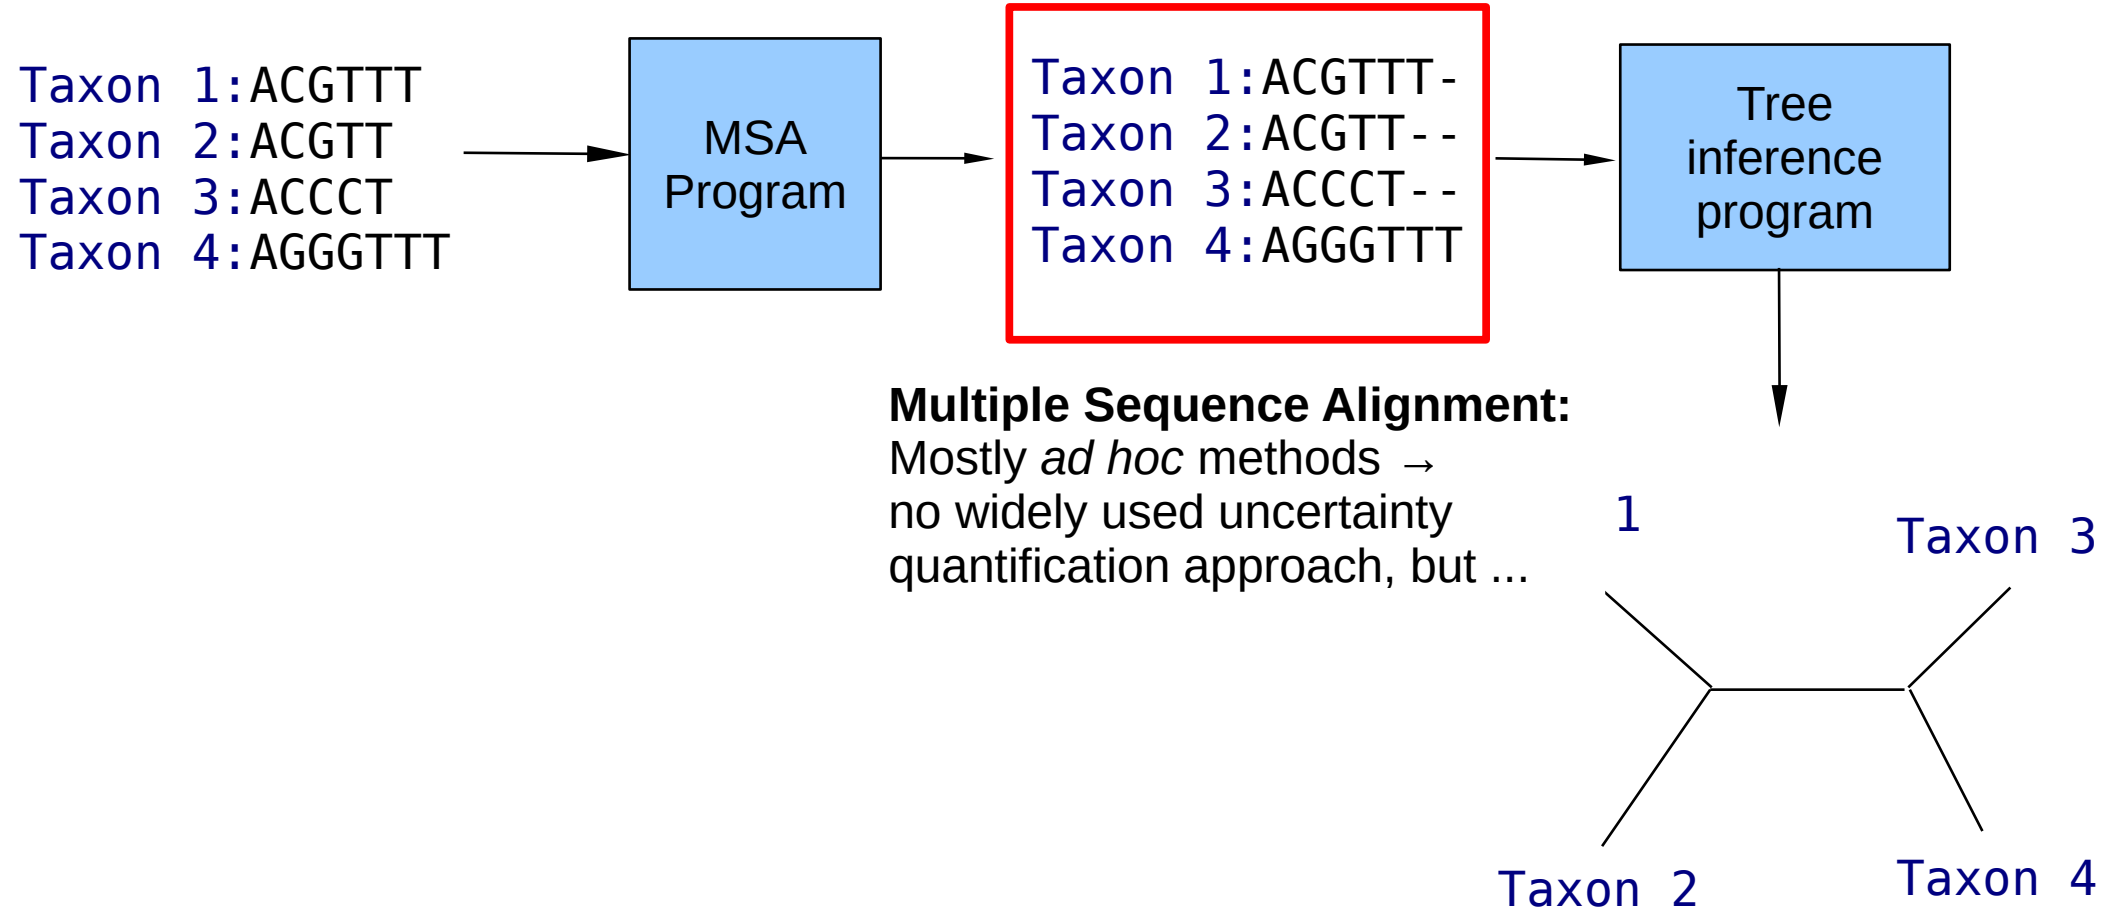 Taxon 1:ACGTTT
Taxon 2:ACGTT
Taxon 3:ACCCT
Taxon 4:AGGGTTT
MSA
Program
Taxon 1:ACGTTT-
Taxon 2:ACGTT--
Taxon 3:ACCCT--
Taxon 4:AGGGTTT
Tree
inference
program
Multiple Sequence Alignment:
Mostly ad hoc methods →
no widely used uncertainty
quantification approach, but ...
1
Taxon 3
Taxon 2
Taxon 4